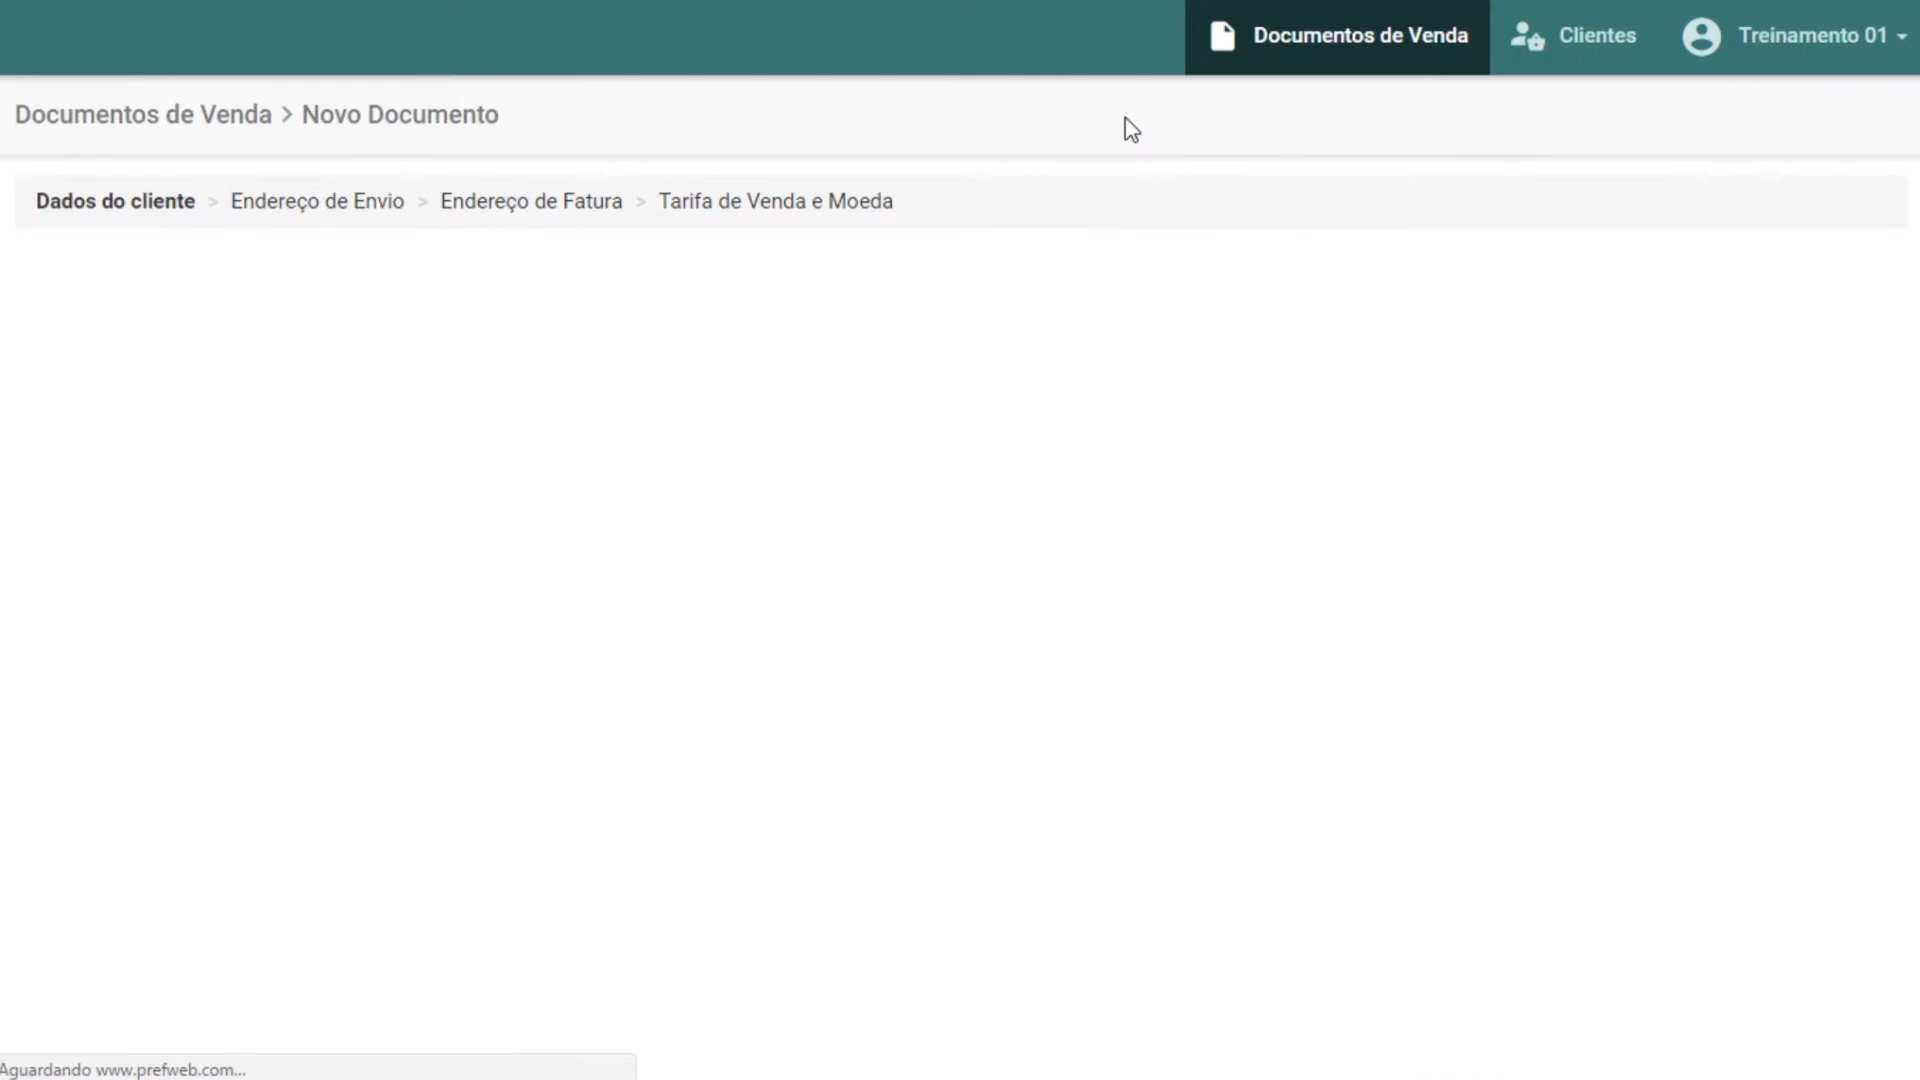 Documentos de Venda Clientes Treinamento 01
Documentos de Venda > Novo Documento
Dados do cliente > Endereço de Envio > Endereço de Fatura > Tarifa de Venda e Moeda
Aguardando www.prefweb.com...